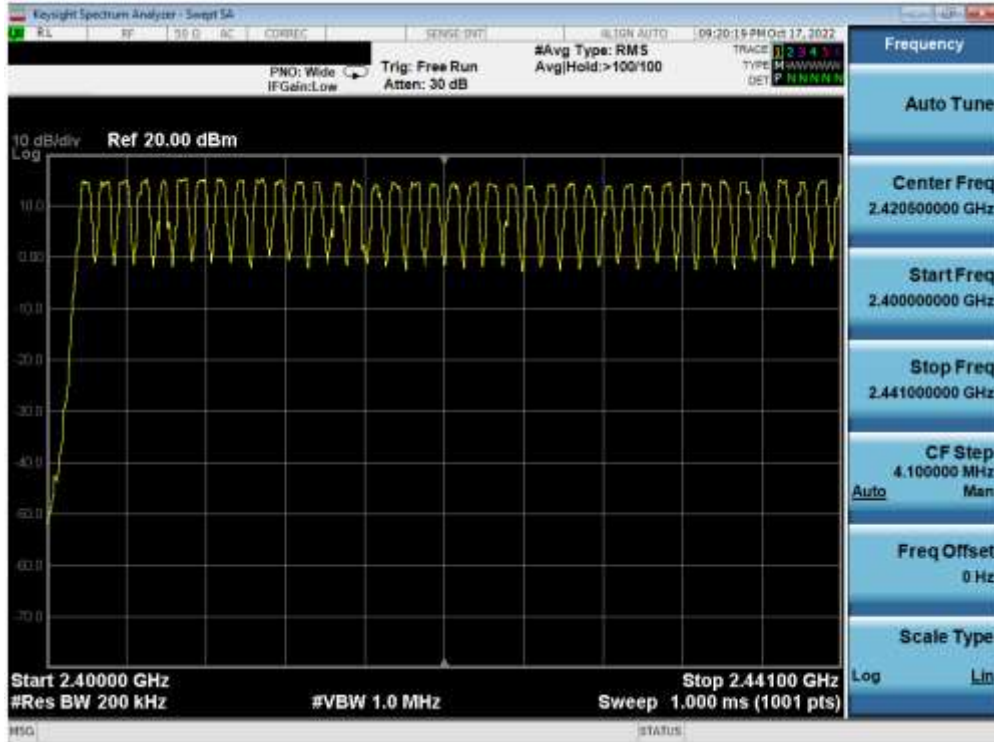 Keysight Spectrum Analyzer - Swept SA
RL RF 50 Ω AC CORREC SENSE:INT ALIGN AUTO 09:20:19 PM Oct 17, 2022
PNO: Wide Trig: Free Run #Avg Type: RMS TRACE 1 2 3 4 5 6
IFGain:Low Atten: 30 dB Avg|Hold:>100/100 TYPE M WWWWW
DET P N N N N N
Frequency
Auto Tune
10 dB/div Ref 20.00 dBm
Log
10.0
0.00
-10.0
-20.0
-30.0
-40.0
-50.0
-60.0
-70.0
Center Freq
2.420500000 GHz
Start Freq
2.400000000 GHz
Stop Freq
2.441000000 GHz
CF Step
4.100000 MHz
Auto Man
Freq Offset
0 Hz
Scale Type
Log Lin
Start 2.40000 GHz Stop 2.44100 GHz
#Res BW 200 kHz #VBW 1.0 MHz Sweep 1.000 ms (1001 pts)
MSG STATUS